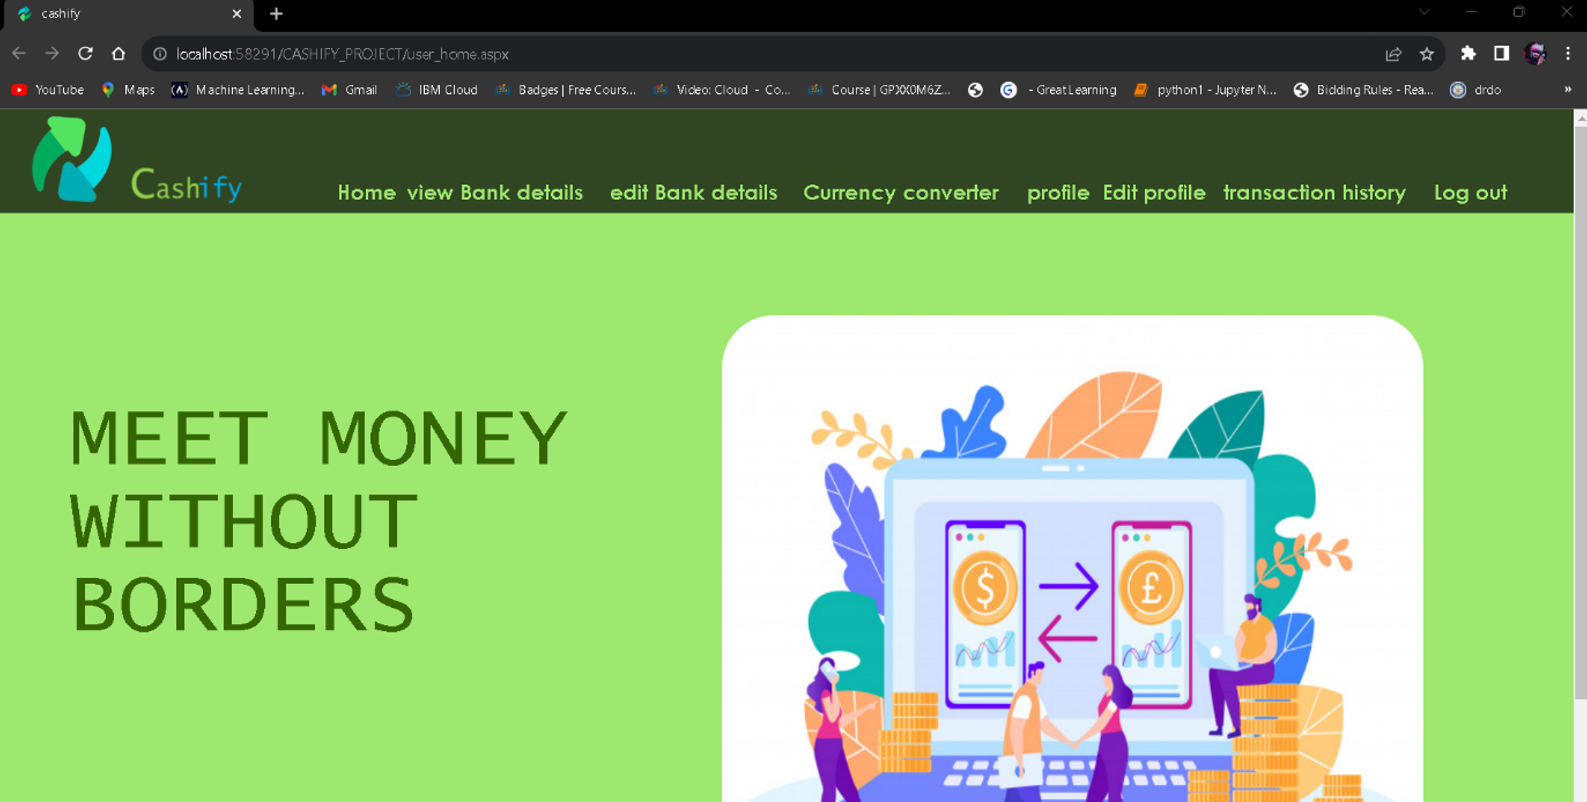 cashify
localhost:58291/CASHIFY_PROJECT/user_home.aspx
YouTube Maps Machine Learning... Gmail IBM Cloud Badges | Free Cours... Video: Cloud - Co... Course | GPXX0M6Z... - Great Learning python1 - Jupyter N... Bidding Rules - Rea... drdo »
Cashify
Home view Bank details edit Bank details Currency converter profile Edit profile transaction history Log out
MEET MONEY
WITHOUT
BORDERS
$ £